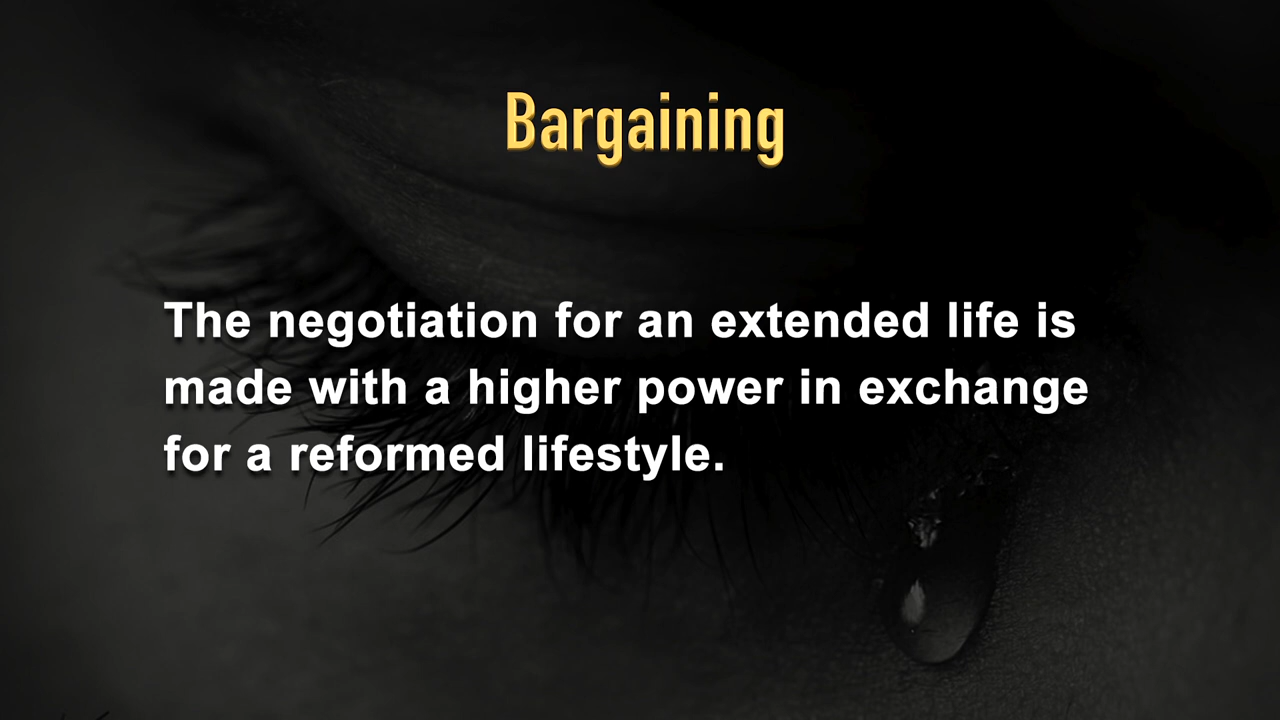 Bargaining
The negotiation for an extended life is
made with a higher power in exchange
for a reformed lifestyle.